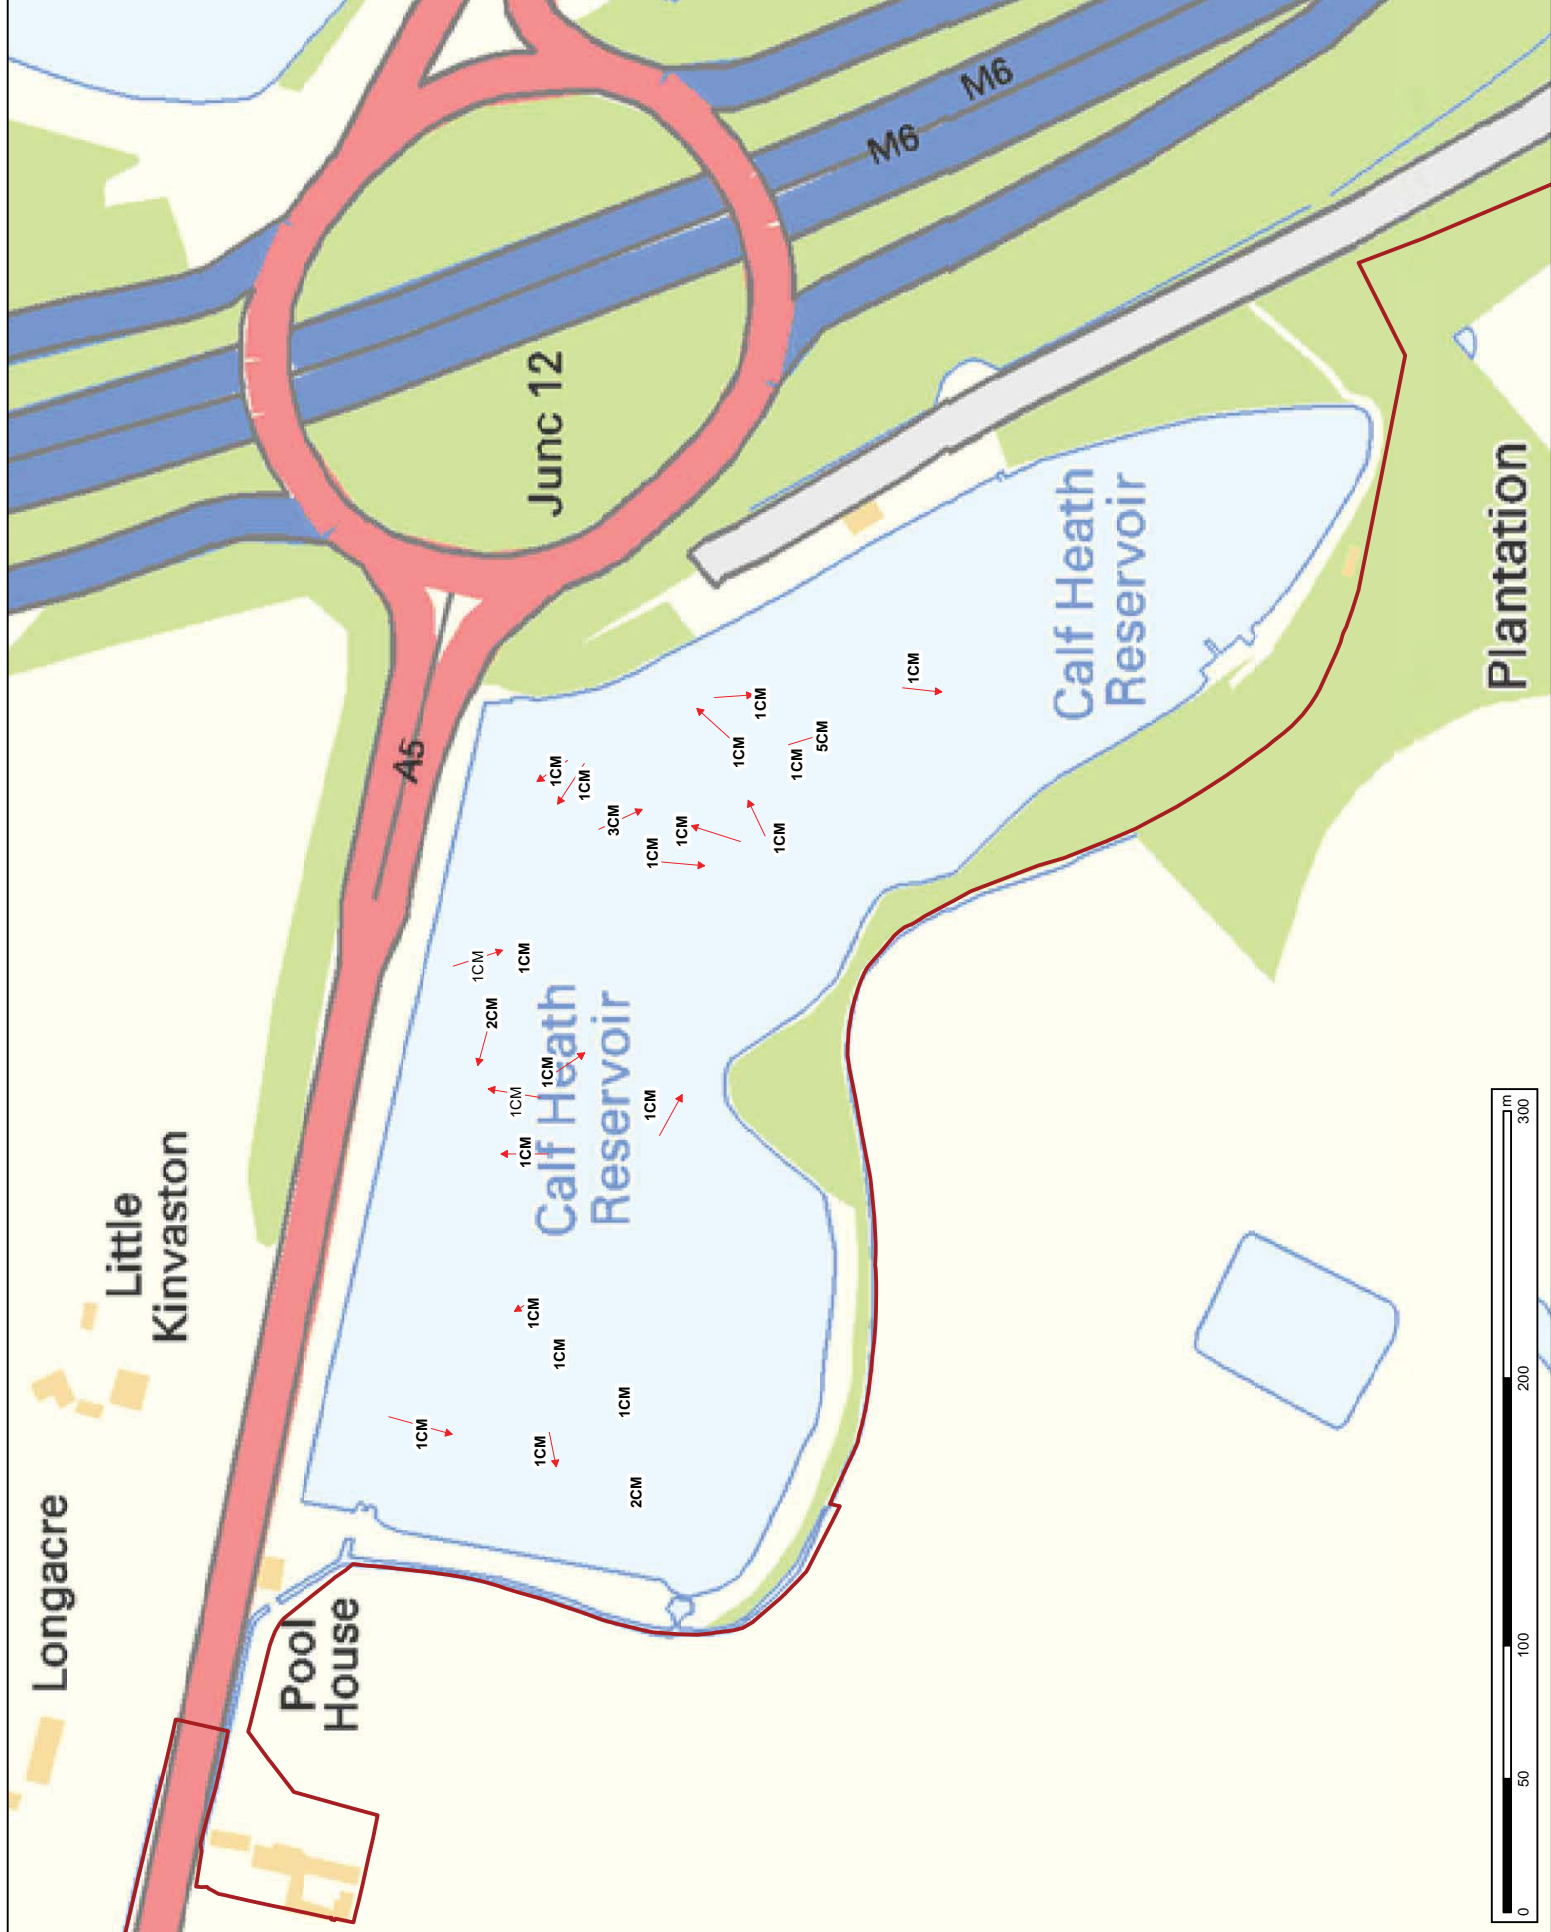 Longacre
Little
Kinvaston
Pool
House
A5
Junc 12
M6
M6
Calf Heath
Reservoir
Calf Heath
Reservoir
Plantation
1CM
1CM
2CM
1CM
1CM
1CM
1CM
1CM
1CM
1CM
2CM
1CM
1CM
1CM
1CM
3CM
1CM
1CM
1CM
1CM
1CM
1CM
5CM
1CM
0
50
100
200
300
m